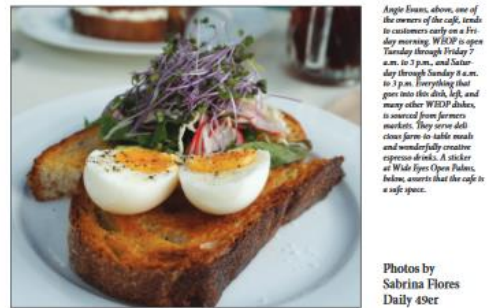 Angie Evans, above, one of
the owners of the café, tends
to customers early on a Fri-
day morning. WEOP is open
Tuesday through Friday 7
a.m. to 3 p.m., and Satur-
day through Sunday 8 a.m.
to 3 p.m. Everything that
goes into this dish, left, and
many other WEOP dishes,
is sourced from farmers
markets. They serve deli
cious farm-to-table meals
and wonderfully creative
espresso drinks. A sticker
at Wide Eyes Open Palms,
below, asserts that the cafe is
a safe space.
Photos by
Sabrina Flores
Daily 49er